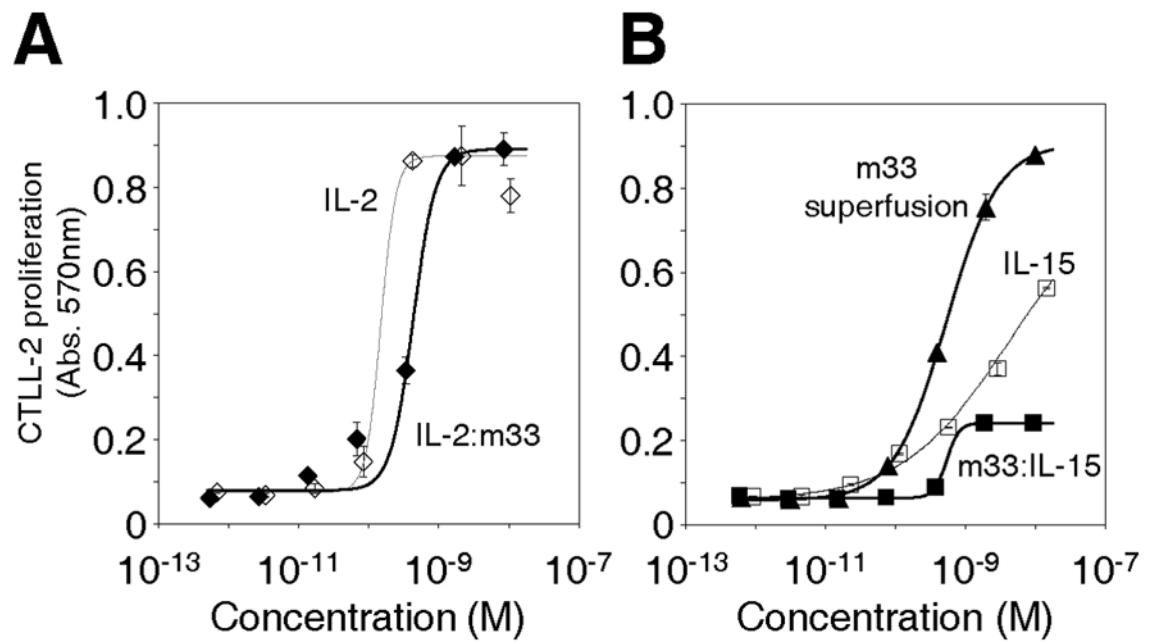 A
B
CTLL-2 proliferation
(Abs. 570nm)
1.0
0.8
0.6
0.4
0.2
0
IL-2
IL-2:m33
10-13
10-11
10-9
10-7
Concentration (M)
1.0
0.8
0.6
0.4
0.2
0
m33
superfusion
IL-15
m33:IL-15
10-13
10-11
10-9
10-7
Concentration (M)